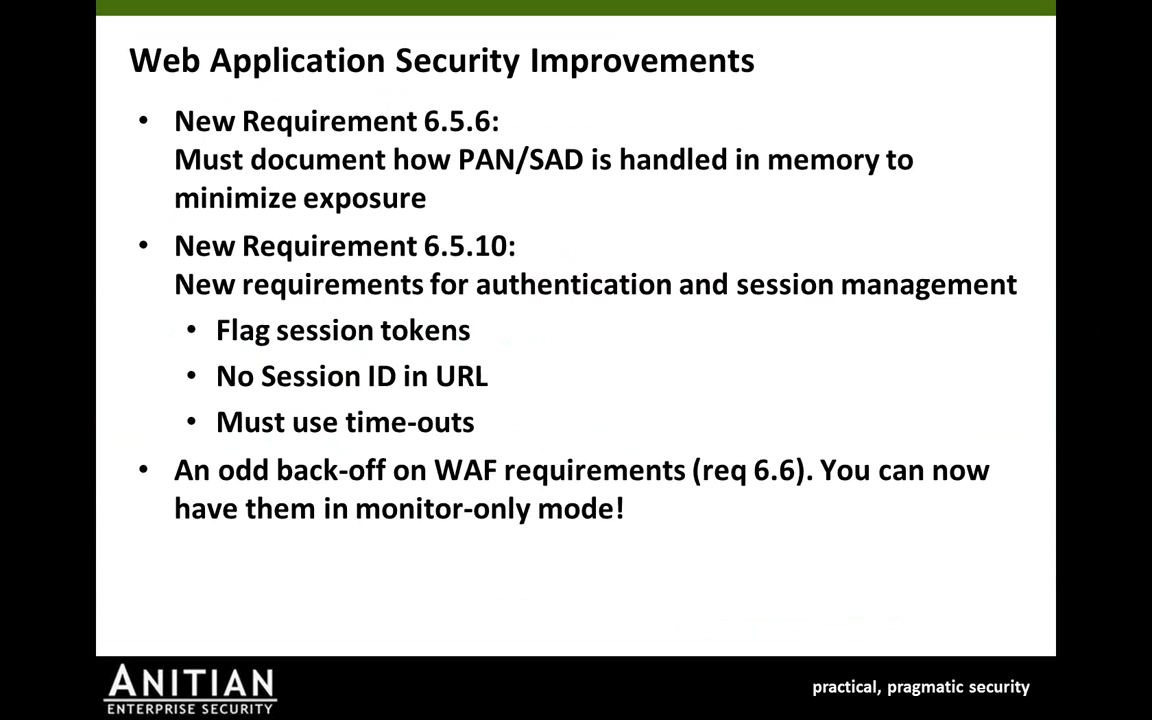 Web Application Security Improvements
• New Requirement 6.5.6:
Must document how PAN/SAD is handled in memory to
minimize exposure
• New Requirement 6.5.10:
New requirements for authentication and session management
• Flag session tokens
• No Session ID in URL
• Must use time-outs
• An odd back-off on WAF requirements (req 6.6). You can now
have them in monitor-only mode!
ANITIAN
ENTERPRISE SECURITY
practical, pragmatic security